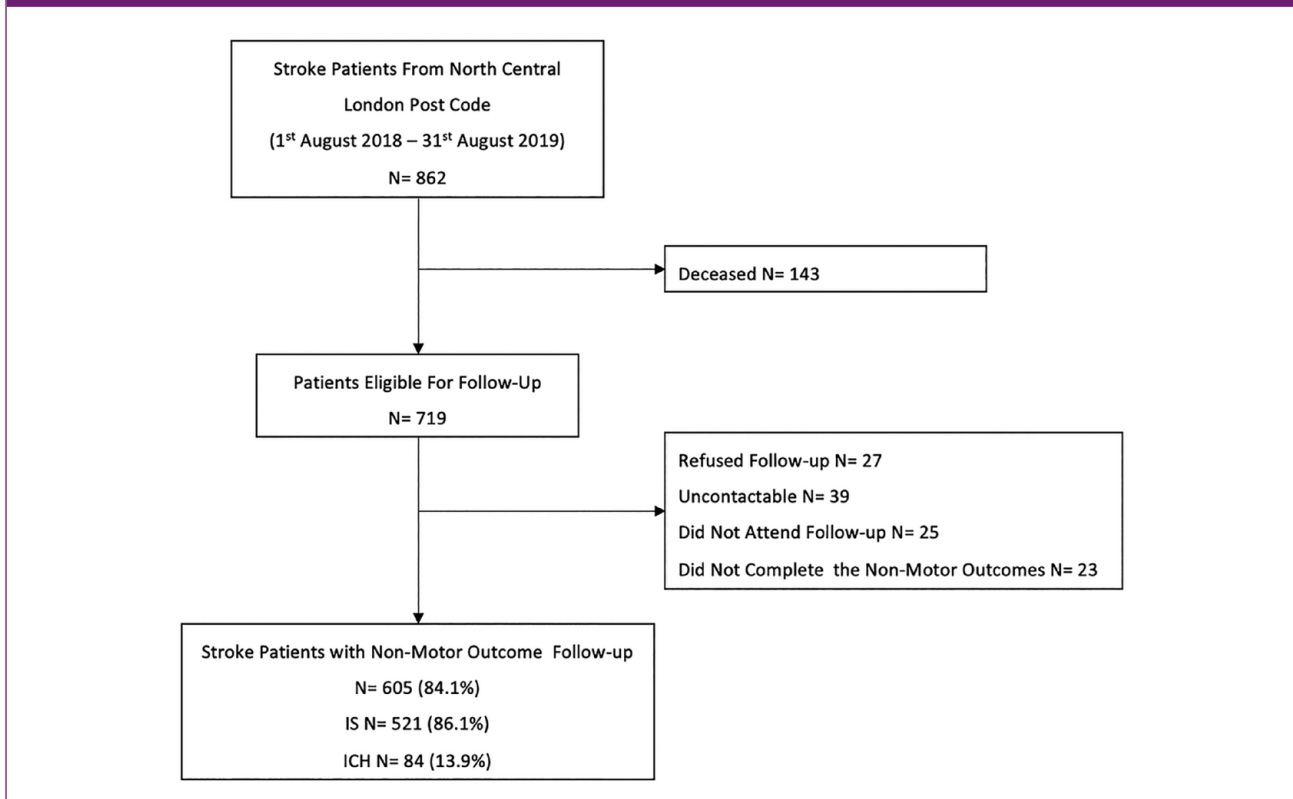 Stroke Patients From North Central
London Post Code
(1st August 2018 – 31st August 2019)
N= 862
Deceased N= 143
Patients Eligible For Follow-Up
N= 719
Refused Follow-up N= 27
Uncontactable N= 39
Did Not Attend Follow-up N= 25
Did Not Complete the Non-Motor Outcomes N= 23
Stroke Patients with Non-Motor Outcome Follow-up
N= 605 (84.1%)
IS N= 521 (86.1%)
ICH N= 84 (13.9%)